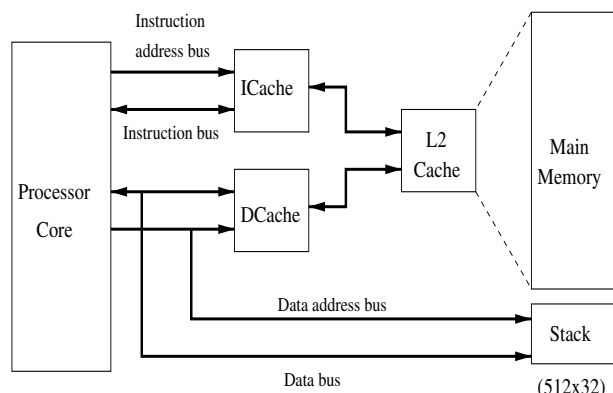 Instruction
address bus
ICache
Instruction bus
L2
Cache
Main
Memory
Processor
Core
DCache
Data address bus
Stack
Data bus
(512x32)